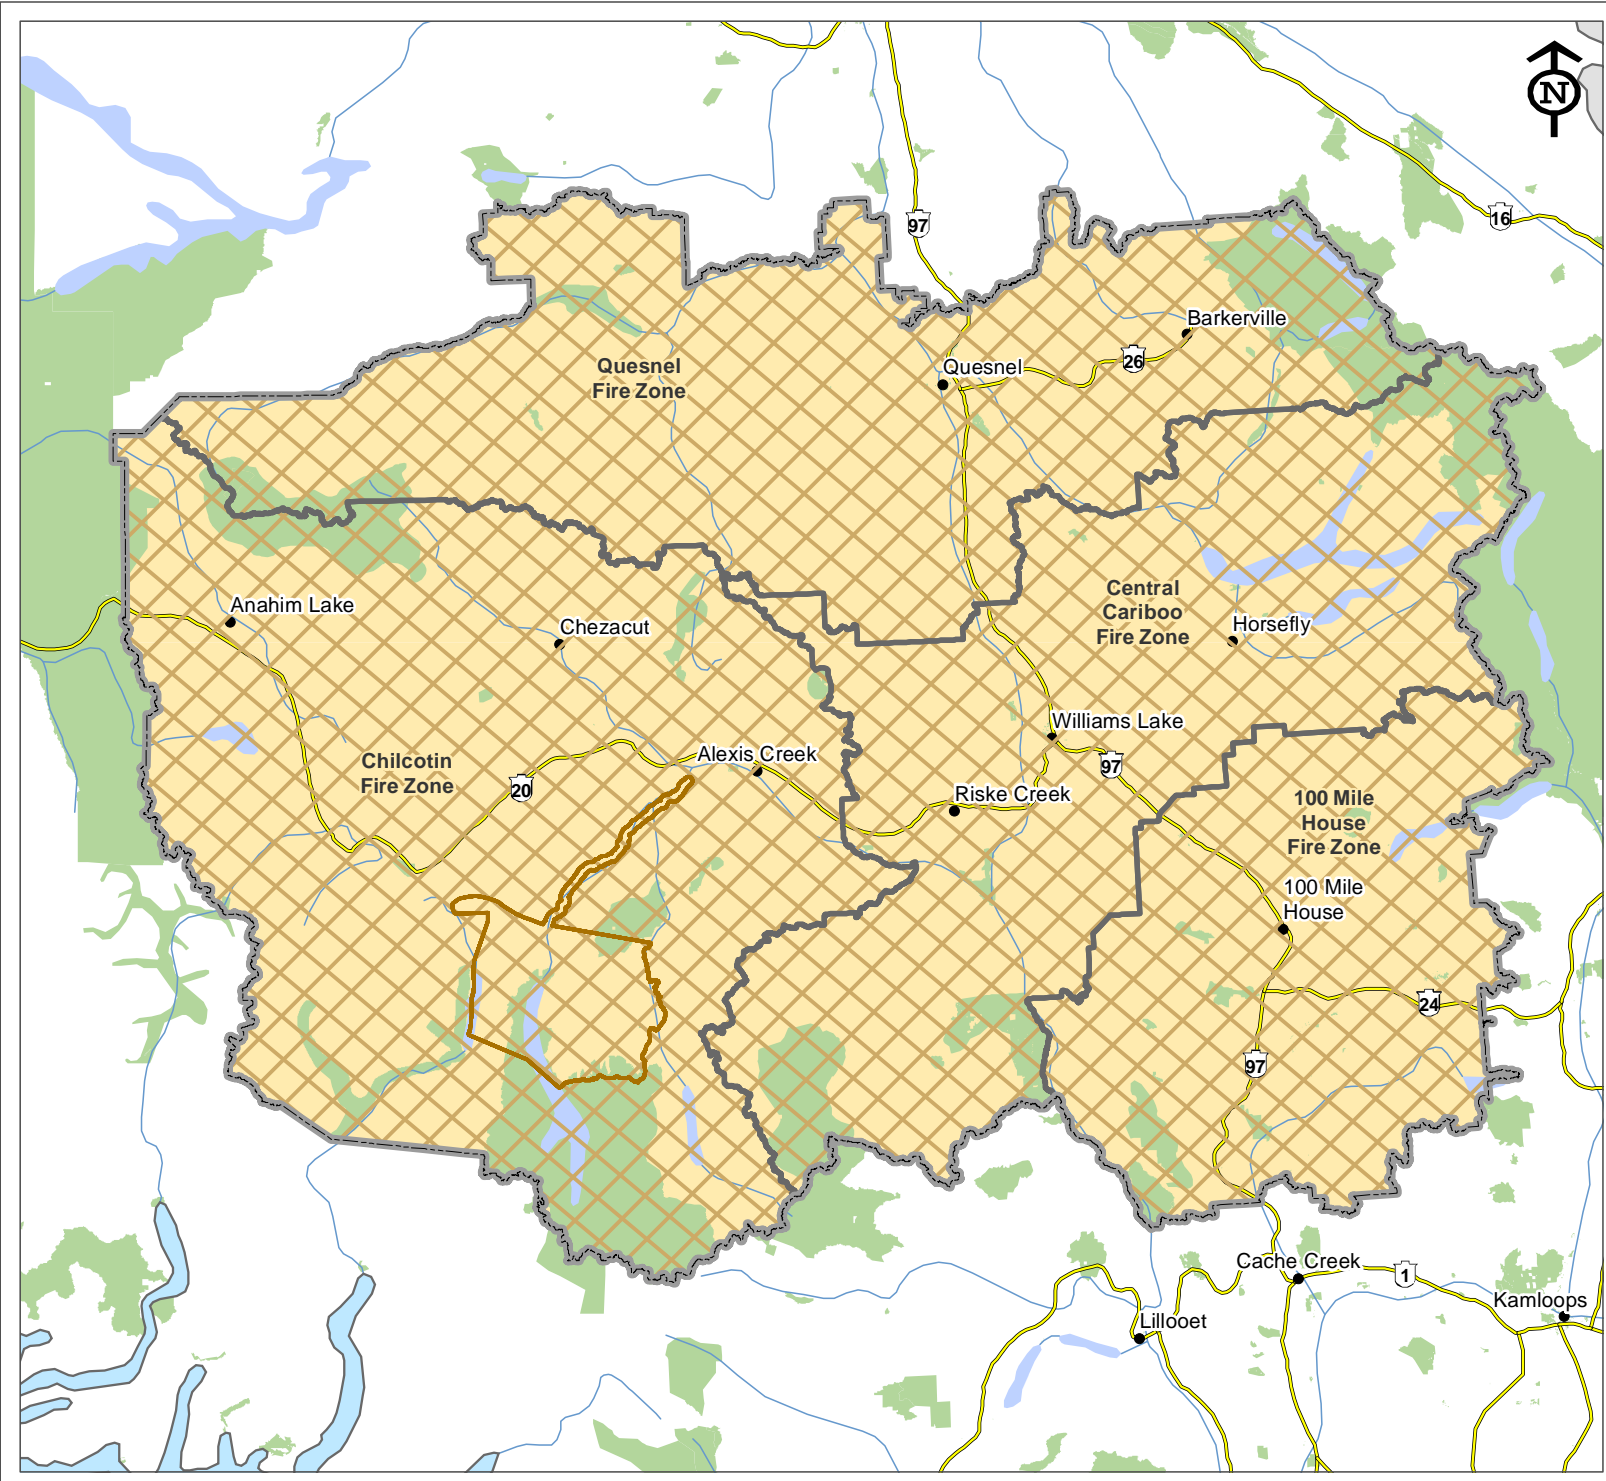 N
97
16
Barkerville
26
Quesnel
Fire Zone
Quesnel
Central
Cariboo
Fire Zone
Anahim Lake
Chezacut
Horsefly
Williams Lake
Alexis Creek
Chilcotin
Fire Zone
20
97
Riske Creek
100 Mile
House
Fire Zone
100 Mile
House
24
97
Cache Creek
1
Kamloops
Lillooet